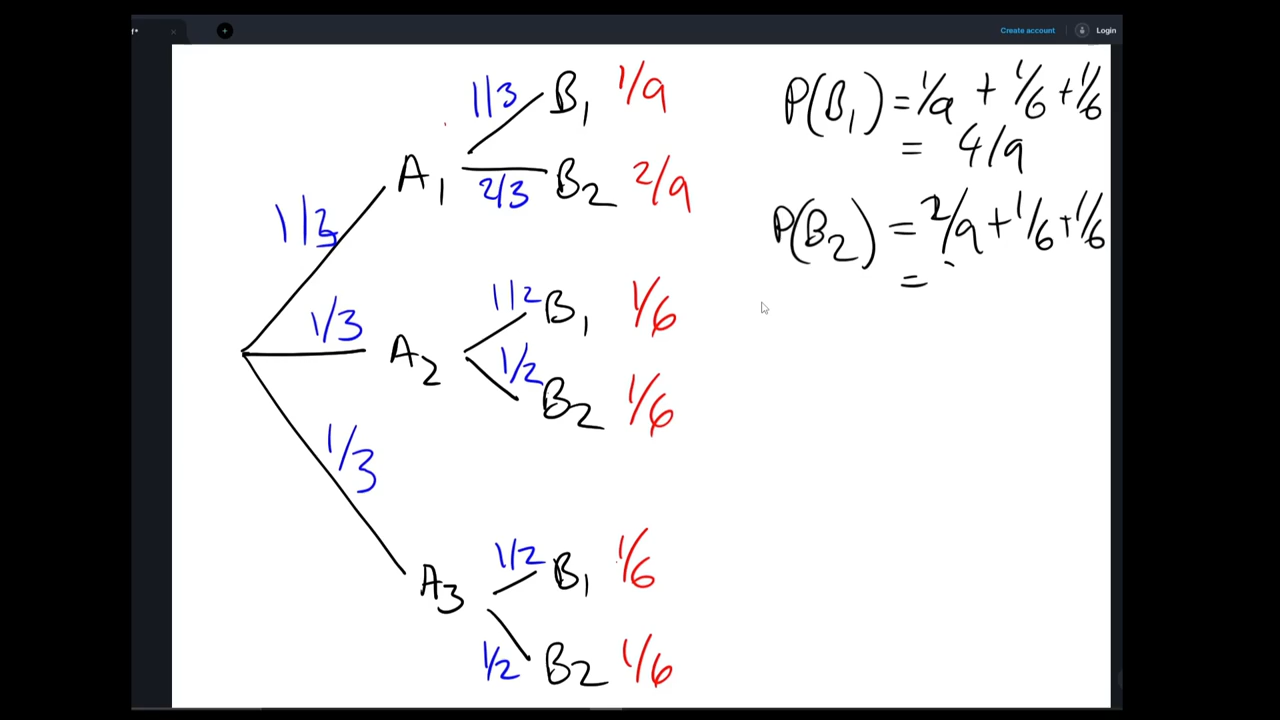 Create account
Login
1/3 B1 1/9
A1
2/3 B2 2/9
1/3
1/3
A2
1/2 B1 1/6
1/2 B2 1/6
1/3
A3
1/2 B1 1/6
1/2 B2 1/6
P(B1) = 1/9 + 1/6 + 1/6
= 4/9
P(B2) = 2/9 + 1/6 + 1/6
=